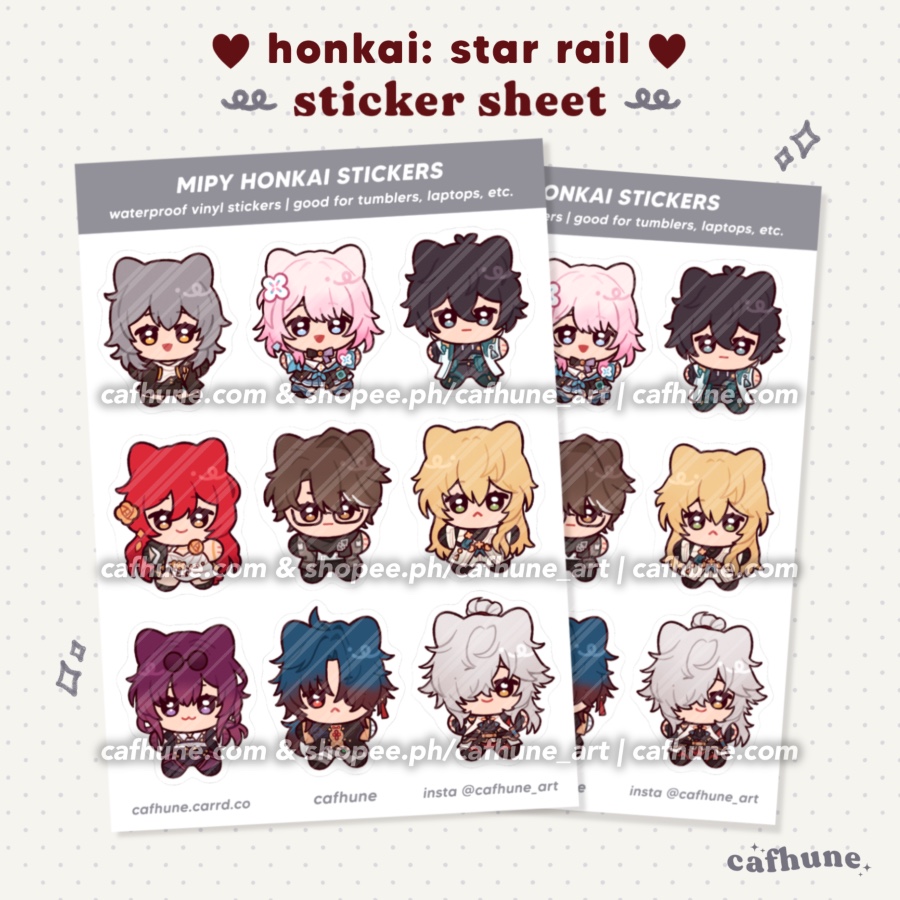 honkai: star rail
sticker sheet
MIPY HONKAI STICKERS
waterproof vinyl stickers | good for tumblers, laptops, etc.
ONKAI STICKERS
ers | good for tumblers, laptops, etc.
cafhune.com & shopee.ph/cafhune_art | cafhune.com
cafhune.com & shopee.ph/cafhune_art | cafhune.com
cafhune.com & shopee.ph/cafhune_art | cafhune.com
cafhune.carrd.co
cafhune
insta @cafhune_art
e
insta @cafhune_art
cafhune